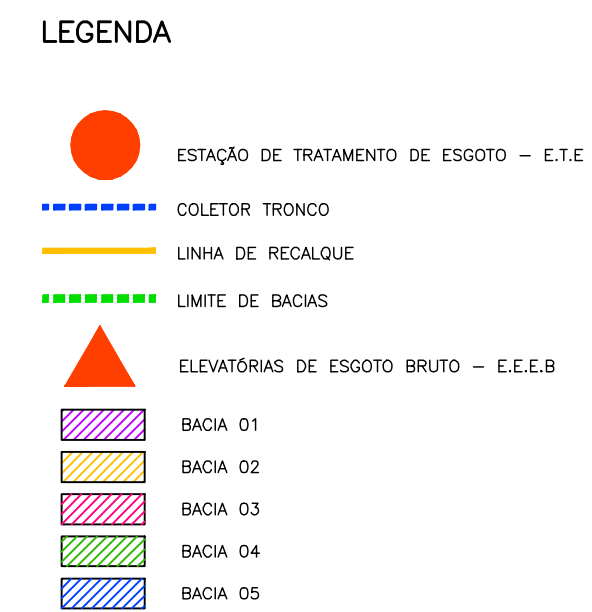 LEGENDA
ESTAÇÃO DE TRATAMENTO DE ESGOTO – E.T.E
COLETOR TRONCO
LINHA DE RECALQUE
LIMITE DE BACIAS
ELEVATÓRIAS DE ESGOTO BRUTO – E.E.E.B
BACIA 01
BACIA 02
BACIA 03
BACIA 04
BACIA 05